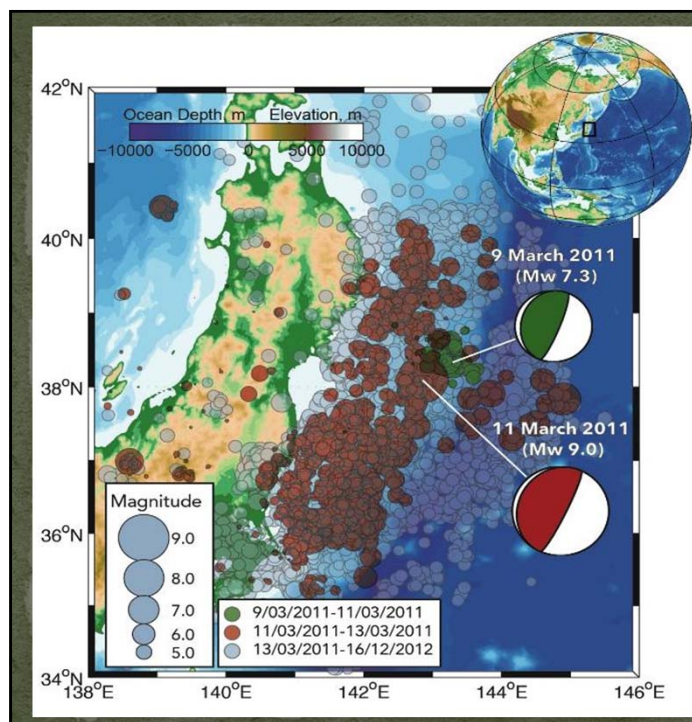 42°N
40°N
38°N
36°N
34°N
138°E
140°E
142°E
144°E
146°E
Ocean Depth, m Elevation, m
-10000 -5000 0 5000 10000
9 March 2011
(Mw 7.3)
11 March 2011
(Mw 9.0)
Magnitude
9.0
8.0
7.0
6.0
5.0
9/03/2011-11/03/2011
11/03/2011-13/03/2011
13/03/2011-16/12/2012